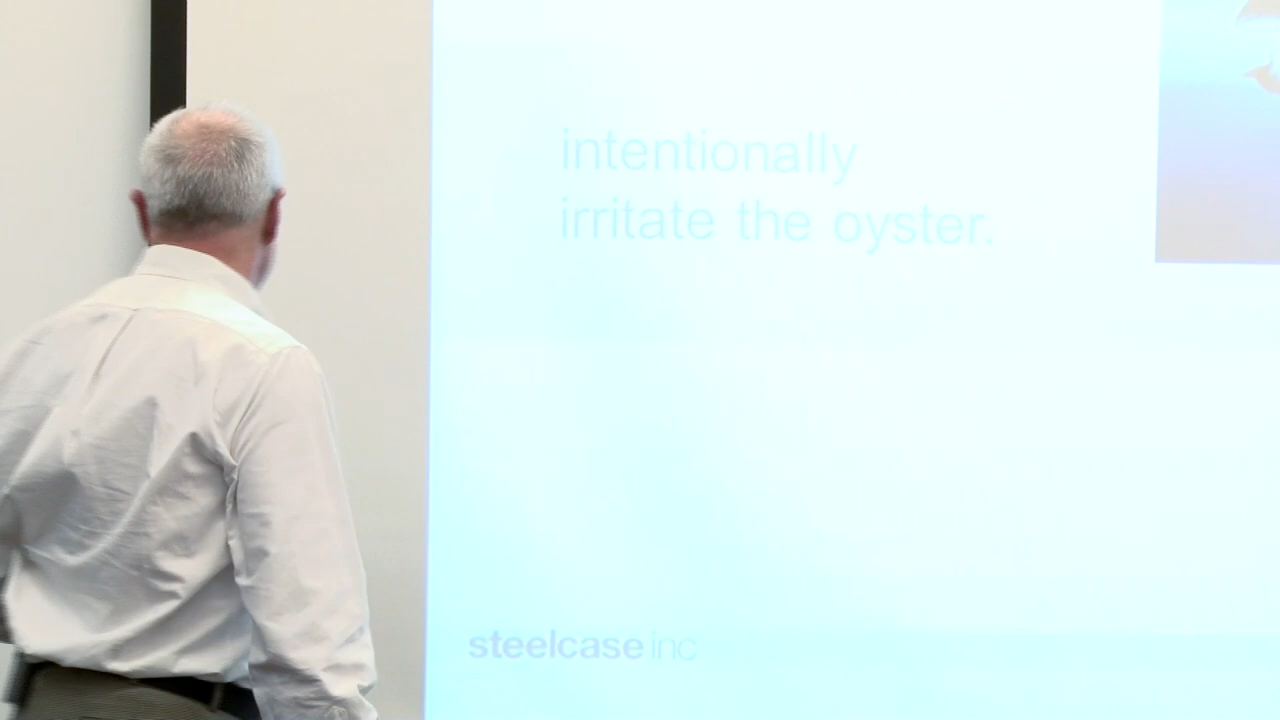 intentionally
irritate the oyster.
steelcase inc